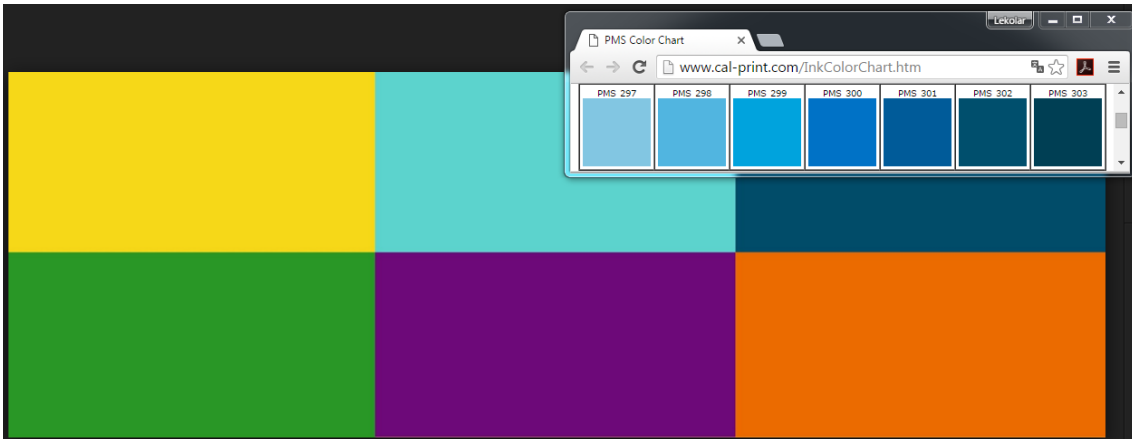 Lekolar
PMS Color Chart
www.cal-print.com/InkColorChart.htm
PMS 297 PMS 298 PMS 299 PMS 300 PMS 301 PMS 302 PMS 303